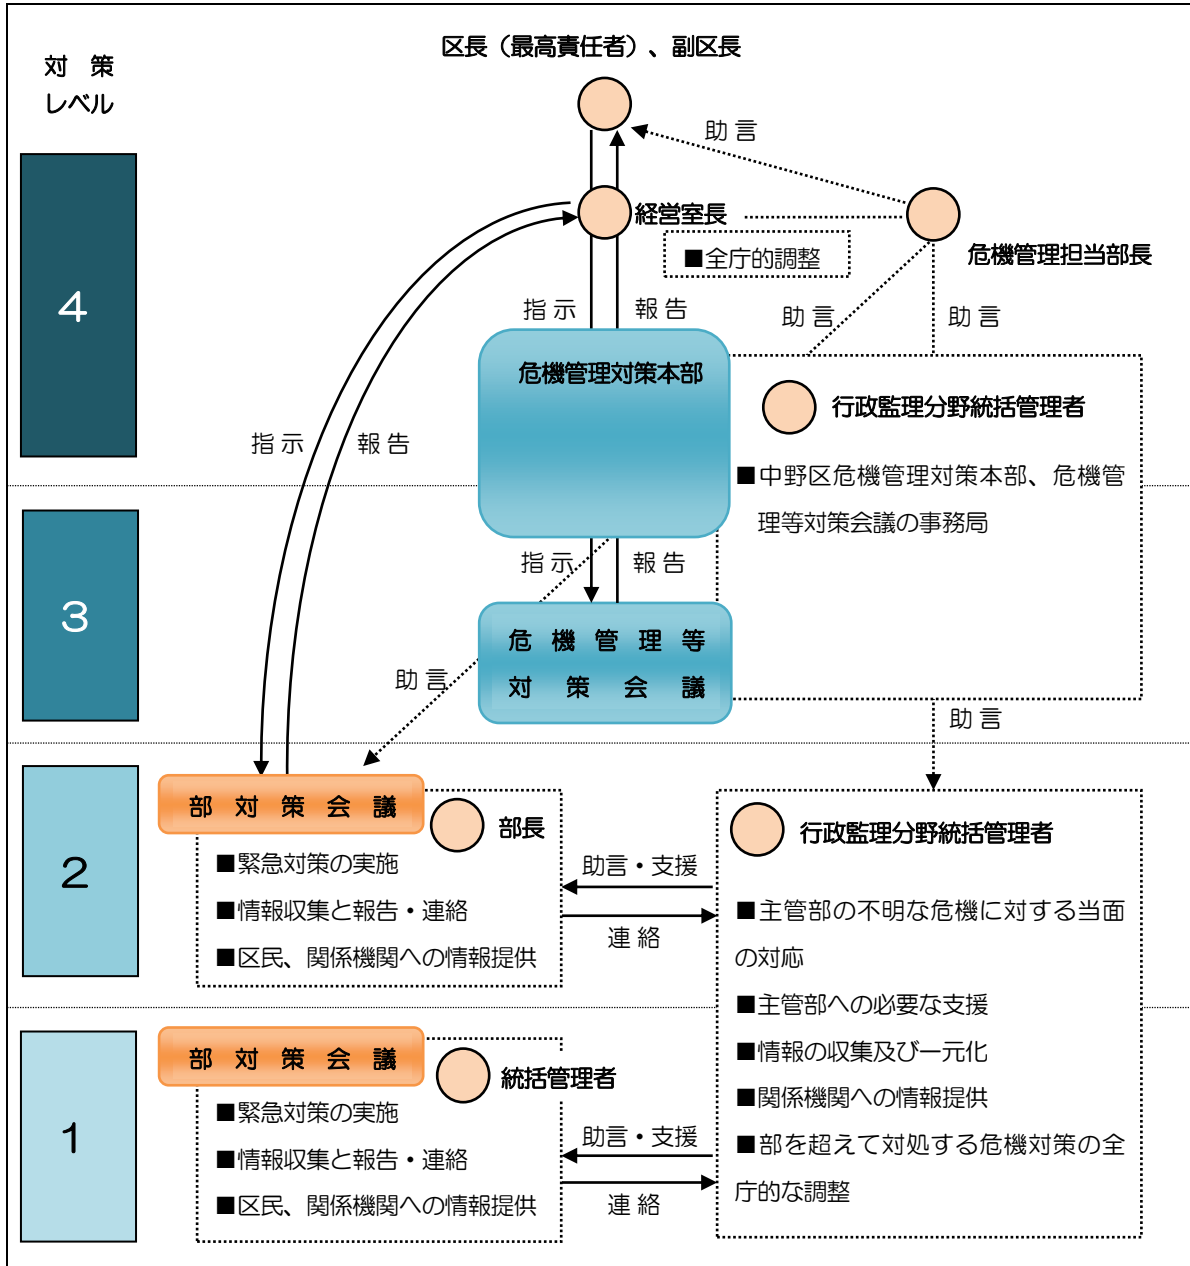 対 策
レベル
区長（最高責任者）、副区長
助 言
4
経営室長
■全庁的調整
危機管理担当部長
指 示
報 告
助 言
助 言
危機管理対策本部
行政監理分野統括管理者
■中野区危機管理対策本部、危機管
理等対策会議の事務局
指 示
報 告
3
指 示
報 告
危 機 管 理 等
対 策 会 議
助 言
助 言
2
部 対 策 会 議
部長
■緊急対策の実施
■情報収集と報告・連絡
■区民、関係機関への情報提供
助言・支援
連 絡
行政監理分野統括管理者
■主管部の不明な危機に対する当面
の対応
■主管部への必要な支援
■情報の収集及び一元化
■関係機関への情報提供
■部を超えて対処する危機対策の全
庁的な調整
1
部 対 策 会 議
統括管理者
■緊急対策の実施
■情報収集と報告・連絡
■区民、関係機関への情報提供
助言・支援
連 絡